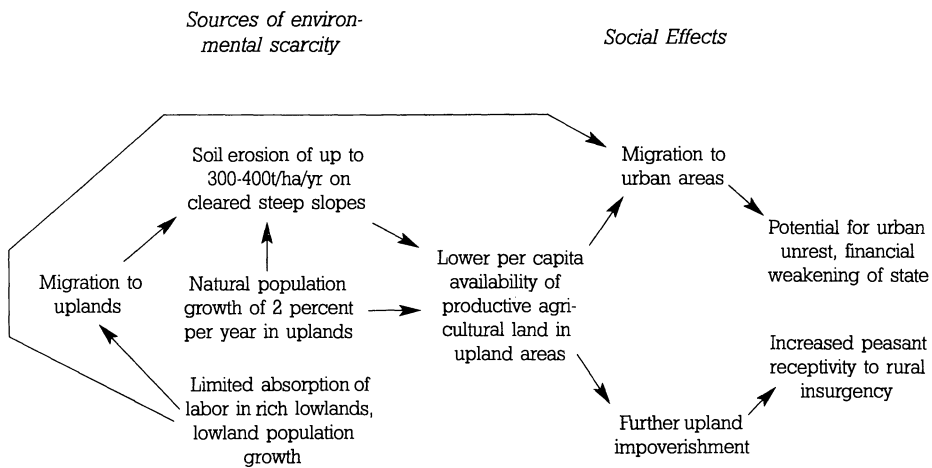 Sources of environ-
mental scarcity
Social Effects
Soil erosion of up to
300-400t/ha/yr on
cleared steep slopes
Migration to
urban areas
Potential for urban
unrest, financial
weakening of state
Migration to
uplands
Natural population
growth of 2 percent
per year in uplands
Lower per capita
availability of
productive agri-
cultural land in
upland areas
Increased peasant
receptivity to rural
insurgency
Limited absorption of
labor in rich lowlands,
lowland population
growth
Further upland
impoverishment